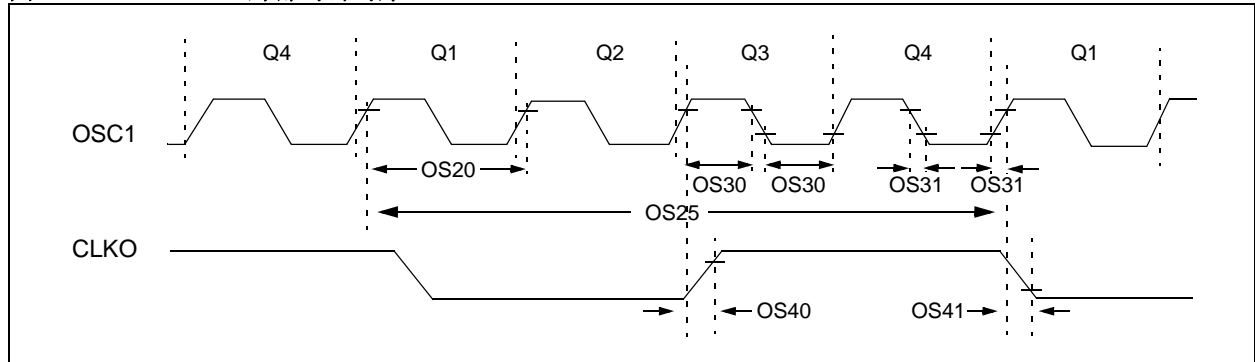 Q4 Q1 Q2 Q3 Q4 Q1
OSC1
OS20
OS30 OS30 OS31 OS31
OS25
CLKO
OS40 OS41